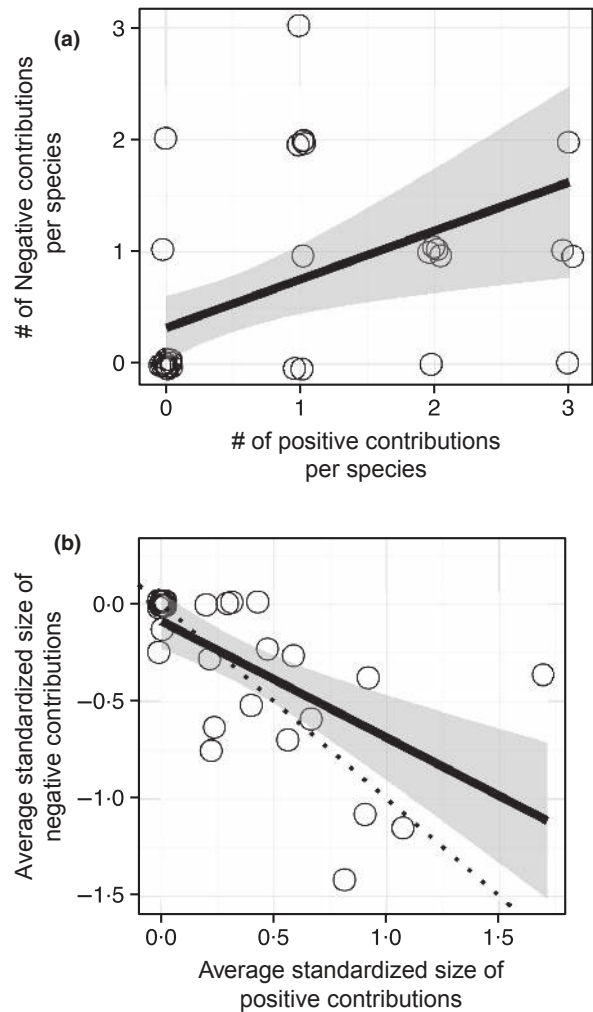 (a)
# of Negative contributions
per species
3
2
1
0
0 1 2 3
# of positive contributions
per species
(b)
Average standardized size of
negative contributions
0·0
−0·5
−1·0
−1·5
0·0 0·5 1·0 1·5
Average standardized size of
positive contributions